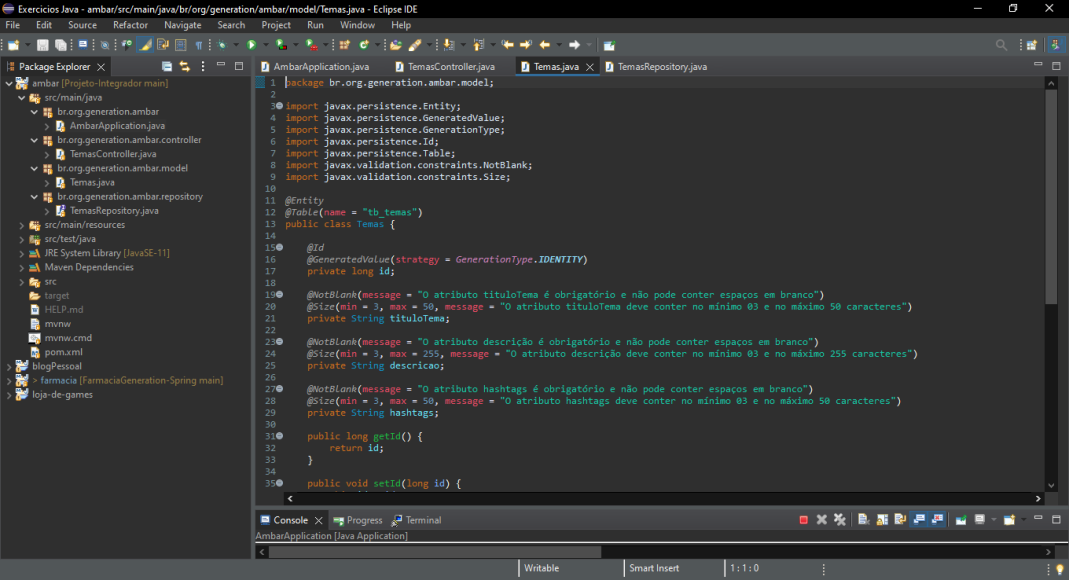 Exercicios Java - ambar/src/main/java/br/org/generation/ambar/model/Temas.java - Eclipse IDE
File Edit Source Refactor Navigate Search Project Run Window Help
Package Explorer
ambar [Projeto-Integrador main]
src/main/java
br.org.generation.ambar
AmbarApplication.java
br.org.generation.ambar.controller
TemasController.java
br.org.generation.ambar.model
Temas.java
br.org.generation.ambar.repository
TemasRepository.java
src/main/resources
src/test/java
JRE System Library [JavaSE-11]
Maven Dependencies
src
target
HELP.md
mvnw
mvnw.cmd
pom.xml
blogPessoal
> farmacia [FarmaciaGeneration-Spring main]
loja-de-games
AmbarApplication.java TemasController.java Temas.java TemasRepository.java
1 package br.org.generation.ambar.model;
2
3 import javax.persistence.Entity;
4 import javax.persistence.GeneratedValue;
5 import javax.persistence.GenerationType;
6 import javax.persistence.Id;
7 import javax.persistence.Table;
8 import javax.validation.constraints.NotBlank;
9 import javax.validation.constraints.Size;
10
11 @Entity
12 @Table(name = "tb_temas")
13 public class Temas {
14
15 @Id
16 @GeneratedValue(strategy = GenerationType.IDENTITY)
17 private long id;
18
19 @NotBlank(message = "O atributo tituloTema é obrigatório e não pode conter espaços em branco")
20 @Size(min = 3, max = 50, message = "O atributo tituloTema deve conter no mínimo 03 e no máximo 50 caracteres")
21 private String tituloTema;
22
23 @NotBlank(message = "O atributo descrição é obrigatório e não pode conter espaços em branco")
24 @Size(min = 3, max = 255, message = "O atributo descrição deve conter no mínimo 03 e no máximo 255 caracteres")
25 private String descricao;
26
27 @NotBlank(message = "O atributo hashtags é obrigatório e não pode conter espaços em branco")
28 @Size(min = 3, max = 50, message = "O atributo hashtags deve conter no mínimo 03 e no máximo 50 caracteres")
29 private String hashtags;
30
31 public long getId() {
32 return id;
33 }
34
35 public void setId(long id) {
Console Progress Terminal
AmbarApplication [Java Application]
Writable Smart Insert 1 : 1 : 0